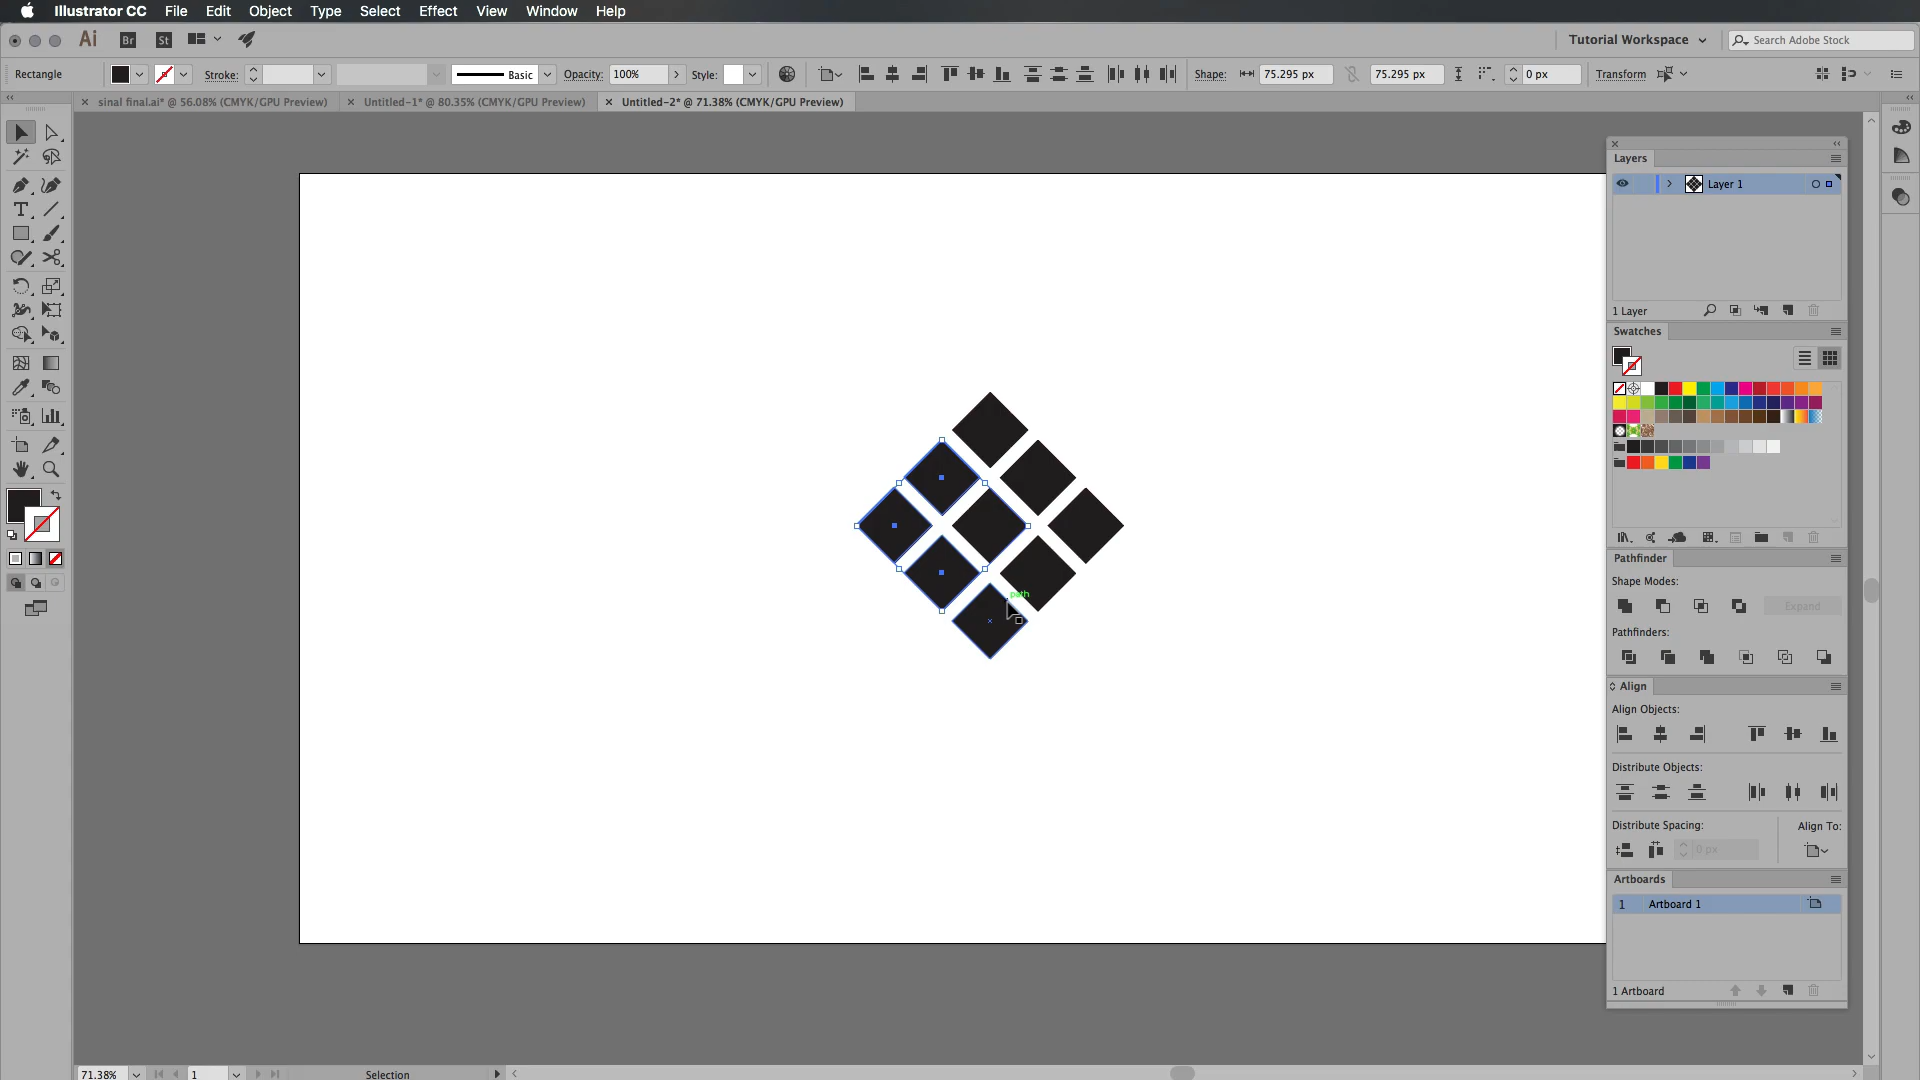 Illustrator CC File Edit Object Type Select Effect View Window Help
Ai Br St Tutorial Workspace Search Adobe Stock
Rectangle Stroke: Basic Opacity: 100% Style: Shape: 75.295 px 75.295 px 0 px Transform
× sinal final.ai* @ 56.08% (CMYK/GPU Preview) × Untitled-1* @ 80.35% (CMYK/GPU Preview) × Untitled-2* @ 71.38% (CMYK/GPU Preview)
Layers
Layer 1
1 Layer
Swatches
Pathfinder
Shape Modes:
Expand
path
Pathfinders:
Align
Align Objects:
Distribute Objects:
Distribute Spacing: Align To:
0 px
Artboards
1 Artboard 1
1 Artboard
71.38% 1 Selection